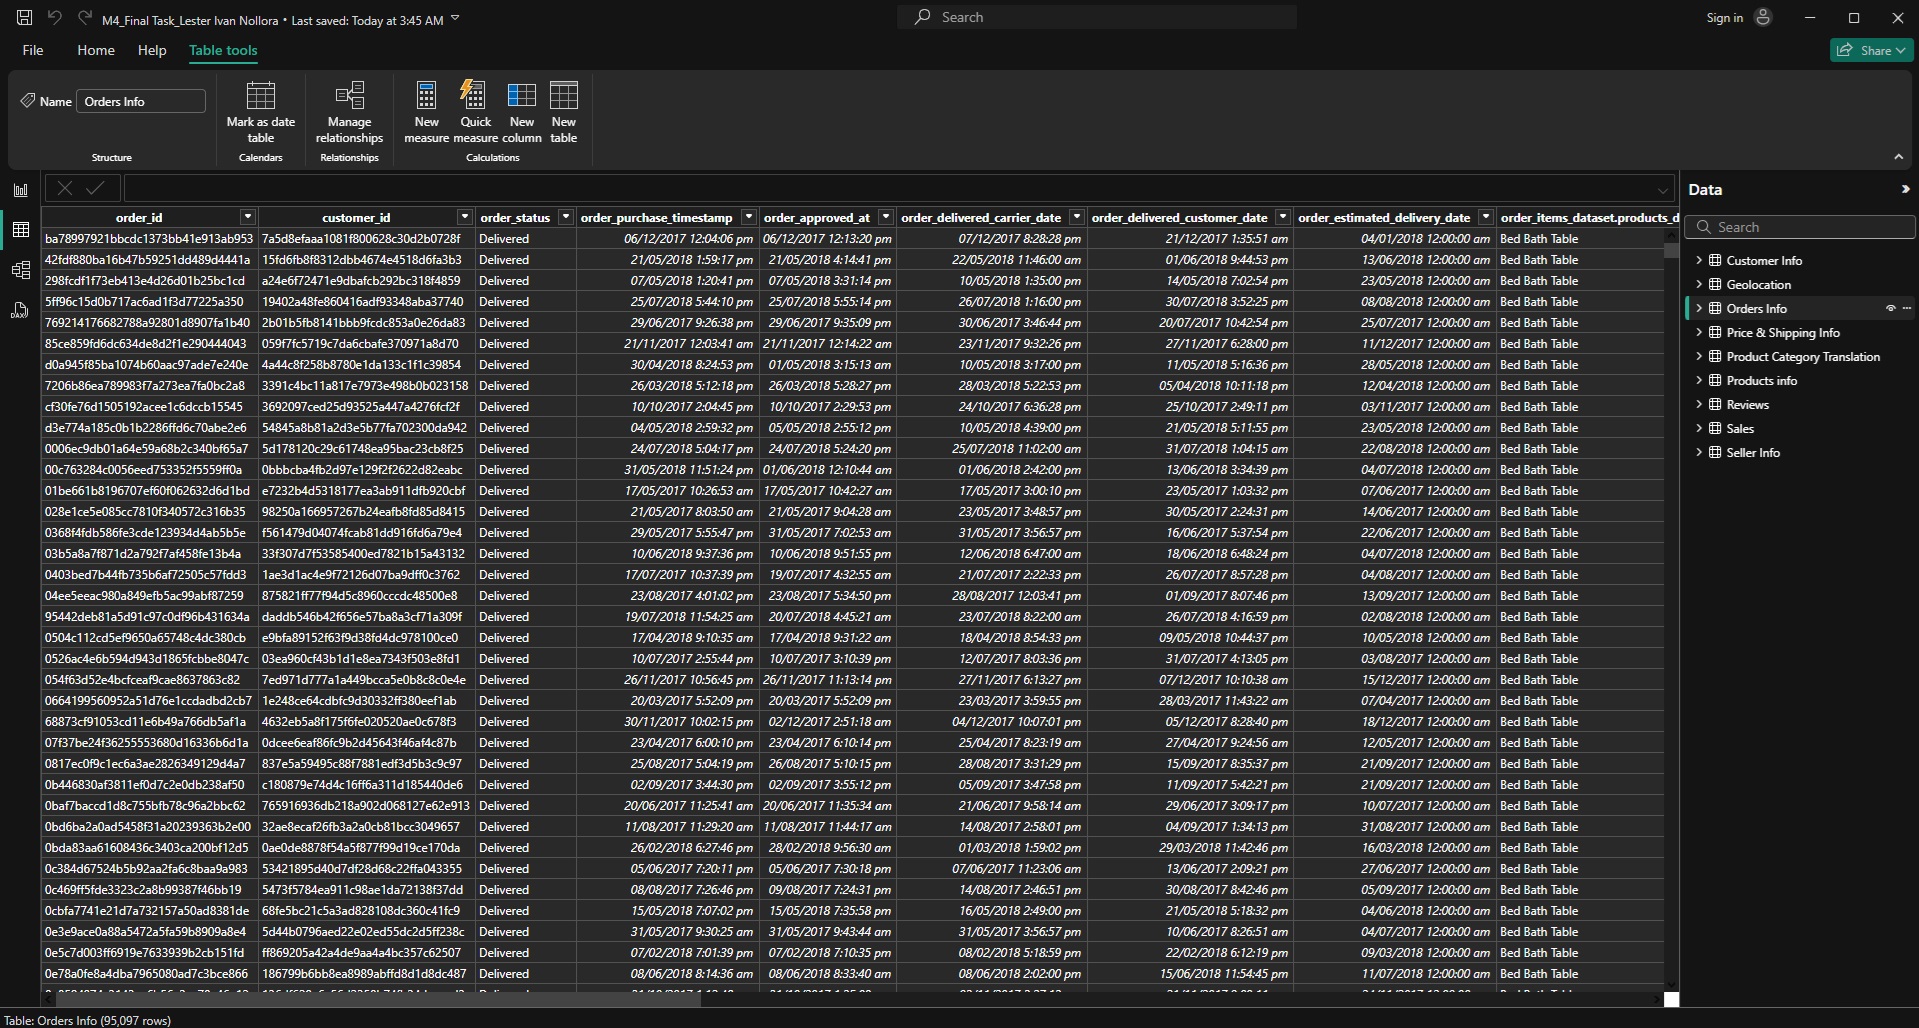 M4_Final Task_Lester Ivan Nollora • Last saved: Today at 3:45 AM
Search
Sign in
File Home Help Table tools
Share
Name Orders Info
Mark as date table
Manage relationships
New measure
Quick measure
New column
New table
Structure Calendars Relationships Calculations
Data
Search
Customer Info
Geolocation
Orders Info
Price & Shipping Info
Product Category Translation
Products info
Reviews
Sales
Seller Info
order_id customer_id order_status order_purchase_timestamp order_approved_at order_delivered_carrier_date order_delivered_customer_date order_estimated_delivery_date order_items_dataset.products_d
ba78997921bbcdc1373bb41e913ab953 7a5d8efaaa1081f800628c30d2b0728f Delivered 06/12/2017 12:04:06 pm 06/12/2017 12:13:20 pm 07/12/2017 8:28:28 pm 21/12/2017 1:35:51 am 04/01/2018 12:00:00 am Bed Bath Table
42fdf880ba16b47b59251dd489d4441a 15fd6fb8f8312dbb4674e4518d6fa3b3 Delivered 21/05/2018 1:59:17 pm 21/05/2018 4:14:41 pm 22/05/2018 11:46:00 am 01/06/2018 9:44:53 pm 13/06/2018 12:00:00 am Bed Bath Table
298fcdf1f73eb413e4d26d01b25bc1cd a24e6f72471e9dbafcb292bc318f4859 Delivered 07/05/2018 1:20:41 pm 07/05/2018 3:31:14 pm 10/05/2018 1:35:00 pm 14/05/2018 7:02:54 pm 23/05/2018 12:00:00 am Bed Bath Table
5ff96c15d0b717ac6ad1f3d77225a350 19402a48fe860416adf93348aba37740 Delivered 25/07/2018 5:44:10 pm 25/07/2018 5:55:14 pm 26/07/2018 1:16:00 pm 30/07/2018 3:52:25 pm 08/08/2018 12:00:00 am Bed Bath Table
769214176682788a92801d8907fa1b40 2b01b5fb8141bbb9fcdc853a0e26da83 Delivered 29/06/2017 9:26:38 pm 29/06/2017 9:35:09 pm 30/06/2017 3:46:44 pm 20/07/2017 10:42:54 pm 25/07/2017 12:00:00 am Bed Bath Table
85ce859fd6dc634de8d2f1e290444043 059f7fc5719c7da6cbafe370971a8d70 Delivered 21/11/2017 12:03:41 am 21/11/2017 12:14:22 am 23/11/2017 9:32:26 pm 27/11/2017 6:28:00 pm 11/12/2017 12:00:00 am Bed Bath Table
d0a945f85ba1074b60aac97ade7e240e 4a44c8f258b8780e1da133c1f1c39854 Delivered 30/04/2018 8:24:53 pm 01/05/2018 3:15:13 am 10/05/2018 3:17:00 pm 11/05/2018 5:16:36 pm 28/05/2018 12:00:00 am Bed Bath Table
7206b86ea789983f7a273ea7fa0bc2a8 3391c4bc11a817e7973e498b0b023158 Delivered 26/03/2018 5:12:18 pm 26/03/2018 5:28:27 pm 28/03/2018 5:22:53 pm 05/04/2018 10:11:18 pm 12/04/2018 12:00:00 am Bed Bath Table
cf30fe76d1505192acee1c6dccb15545 3692097ced25d93525a447a4276fcf2f Delivered 10/10/2017 2:04:45 pm 10/10/2017 2:29:53 pm 24/10/2017 6:36:28 pm 25/10/2017 2:49:11 pm 03/11/2017 12:00:00 am Bed Bath Table
d3e774a185c0b1b2286ffd6c70abe2e6 54845a8b81a2d3e5b77fa702300da942 Delivered 04/05/2018 2:59:32 pm 05/05/2018 2:55:12 pm 10/05/2018 4:39:00 pm 21/05/2018 5:11:55 pm 23/05/2018 12:00:00 am Bed Bath Table
0006ec9db01a64e59a68b2c340bf65a7 5d178120c29c61748ea95bac23cb8f25 Delivered 24/07/2018 5:04:17 pm 24/07/2018 5:24:20 pm 25/07/2018 11:02:00 am 31/07/2018 1:04:15 am 22/08/2018 12:00:00 am Bed Bath Table
00c763284c0056eed753352f5559ff0a 0bbbcba4fb2d97e129f2f2622d82eabc Delivered 31/05/2018 11:51:24 pm 01/06/2018 12:10:44 am 01/06/2018 2:42:00 pm 13/06/2018 3:34:39 pm 04/07/2018 12:00:00 am Bed Bath Table
01be661b8196707ef60f062632d6d1bd e7232b4d5318177ea3ab911dfb920cbf Delivered 17/05/2018 10:26:53 am 17/05/2018 10:42:27 am 17/05/2018 3:00:10 pm 23/05/2018 1:03:32 pm 07/06/2018 12:00:00 am Bed Bath Table
028e1ce5e085cc7810f340572c316b35 98250a166957267b24eafb8fd85d8415 Delivered 21/05/2018 8:03:50 am 21/05/2018 9:04:28 am 23/05/2018 3:48:57 pm 30/05/2018 2:24:31 pm 14/06/2018 12:00:00 am Bed Bath Table
0368f4fdb586fe3cde123934d4ab5b5e f561479d04074fcab81dd916fd6a79e4 Delivered 29/05/2018 5:55:47 pm 31/05/2018 7:02:53 am 31/05/2018 3:56:57 pm 16/06/2018 5:37:54 pm 22/06/2018 12:00:00 am Bed Bath Table
03b5a8a7f871d2a792f7af458fe13b4a 33f307d7f53585400ed7821b15a43132 Delivered 10/06/2018 9:37:36 pm 10/06/2018 9:51:55 pm 12/06/2018 6:47:00 am 18/06/2018 6:48:24 pm 04/07/2018 12:00:00 am Bed Bath Table
0403bed7b44fb735b6af72505c57fdd3 1ae3d1ac4e9f72126d07ba9dff0c3762 Delivered 17/07/2017 10:37:39 pm 19/07/2017 4:32:55 am 21/07/2017 2:22:33 pm 26/07/2017 8:57:28 pm 04/08/2017 12:00:00 am Bed Bath Table
04ee5eeac980a849efb5ac99abf87259 875821ff77f94d5c8960cccdc48500e8 Delivered 23/08/2017 4:01:02 pm 23/08/2017 5:34:50 pm 28/08/2017 12:03:41 pm 01/09/2017 8:07:46 pm 13/09/2017 12:00:00 am Bed Bath Table
95442deb81a5d91c97c0df96b431634a daddb546b42f656e57ba8a3cf71a309f Delivered 19/07/2018 11:54:25 am 20/07/2018 4:45:21 am 23/07/2018 8:22:00 am 26/07/2018 4:16:59 pm 02/08/2018 12:00:00 am Bed Bath Table
0504c112cd5ef9650a65748c4dc380cb e9bfa89152f63f9d38fd4dc978100ce0 Delivered 17/04/2018 9:10:35 am 17/04/2018 9:31:22 am 18/04/2018 8:54:33 pm 09/05/2018 10:44:37 pm 10/05/2018 12:00:00 am Bed Bath Table
0526ac4e6b594d943d1865fcbbe8047c 03ea960cf43b1d1e8ea7343f503e8fd1 Delivered 10/07/2017 2:55:44 pm 10/07/2017 3:10:39 pm 12/07/2017 8:03:36 pm 31/07/2017 4:13:05 pm 03/08/2017 12:00:00 am Bed Bath Table
054f63d52e4bcfceaf9cae8637863c82 7ed971d777a1a449bcca5e0b8c8c0e4e Delivered 26/11/2017 10:56:45 pm 26/11/2017 11:13:14 pm 27/11/2017 6:13:27 pm 07/12/2017 10:10:38 am 15/12/2017 12:00:00 am Bed Bath Table
0664199560952a51d76e1ccdadbd2cb7 1e248ce64cdbfc9d30332ff380eef1ab Delivered 20/03/2017 5:52:09 pm 20/03/2017 5:52:09 pm 23/03/2017 3:59:55 pm 28/03/2017 11:43:22 am 07/04/2017 12:00:00 am Bed Bath Table
68873cf91053cd11e6b49a766db5af1a 4632eb5a8f175f6fe020520ae0c678f3 Delivered 30/11/2017 10:02:15 pm 02/12/2017 2:51:18 am 04/12/2017 10:07:01 pm 05/12/2017 8:28:40 pm 18/12/2017 12:00:00 am Bed Bath Table
07f37be24f36255553680d16336b6d1a 0dcee6eaf86fc9b2d45643f46af4c87b Delivered 23/04/2017 6:00:10 pm 23/04/2017 6:10:14 pm 25/04/2017 8:23:19 am 27/04/2017 9:24:56 am 12/05/2017 12:00:00 am Bed Bath Table
0817ec0f9c1ec6a3ae2826349129d4a7 837e5a59495c88f7881edf3d5b3c9c97 Delivered 25/08/2017 5:04:19 pm 26/08/2017 5:10:15 pm 28/08/2017 3:31:29 pm 15/09/2017 8:35:37 pm 21/09/2017 12:00:00 am Bed Bath Table
0b446830af3811ef0d7c2e0db238af50 c180879e74d4c16ff6a311d185440de6 Delivered 02/09/2017 3:44:30 pm 02/09/2017 3:55:12 pm 05/09/2017 3:47:58 pm 11/09/2017 5:42:21 pm 21/09/2017 12:00:00 am Bed Bath Table
0baf7baccd1d8c755bfb78c96a2bbc62 765916936db218a902d068127e62e913 Delivered 20/06/2017 11:25:41 am 20/06/2017 11:35:34 am 21/06/2017 9:58:14 am 29/06/2017 3:09:17 pm 10/07/2017 12:00:00 am Bed Bath Table
0bd6ba2a0ad5458f31a20239363b2e00 32ae8ecaf26fb3a2a0cb81bcc3049657 Delivered 11/08/2017 11:29:20 am 11/08/2017 11:44:17 am 14/08/2017 2:58:01 pm 04/09/2017 1:34:13 pm 31/08/2017 12:00:00 am Bed Bath Table
0bda83aa61608436c3403ca200bf12d5 0ae0de8878f54a5f877f99d19ce170da Delivered 26/02/2018 6:27:46 pm 28/02/2018 9:56:30 am 01/03/2018 1:59:02 pm 29/03/2018 11:42:46 pm 16/03/2018 12:00:00 am Bed Bath Table
0c384d67524b5b92aa2fa6c8baa9a983 53421895d40d7df28d68c22ffa043355 Delivered 05/06/2017 7:20:11 pm 05/06/2017 7:30:18 pm 07/06/2017 11:23:06 am 13/06/2017 2:09:21 pm 27/06/2017 12:00:00 am Bed Bath Table
0c469ff5fde3323c2a8b99387f46bb19 5473f5784ea911c98ae1da72138f37dd Delivered 08/08/2017 7:26:46 pm 09/08/2017 7:24:31 pm 14/08/2017 2:46:51 pm 30/08/2017 8:42:46 pm 05/09/2017 12:00:00 am Bed Bath Table
0cbfa7741e21d7a732157a50ad8381de 68fe5bc21c5a3ad828108dc360c41fc9 Delivered 15/05/2018 7:07:02 pm 15/05/2018 7:35:58 pm 16/05/2018 2:49:00 pm 21/05/2018 5:18:32 pm 04/06/2018 12:00:00 am Bed Bath Table
0e3e9ace0a88a5472a5fa59b8909a8e4 5d44b0796aed22e02ed55dc2d5ff238c Delivered 31/05/2017 9:30:25 am 31/05/2017 9:43:44 am 31/05/2017 3:56:57 pm 10/06/2017 8:26:51 am 04/07/2017 12:00:00 am Bed Bath Table
0e5c7d003ff6919e7633939b2cb151fd ff869205a42a4de9aa4a4bc357c62507 Delivered 07/02/2018 7:01:39 pm 07/02/2018 7:10:35 pm 08/02/2018 5:18:59 pm 22/02/2018 6:12:19 pm 09/03/2018 12:00:00 am Bed Bath Table
0e78a0fe8a4dba7965080ad7c3bce866 186799b6bb8ea8989abffd8d1d8dc487 Delivered 08/06/2018 8:14:36 am 08/06/2018 8:33:40 am 08/06/2018 2:02:00 pm 15/06/2018 11:54:45 pm 11/07/2018 12:00:00 am Bed Bath Table
Table: Orders Info (95,097 rows)